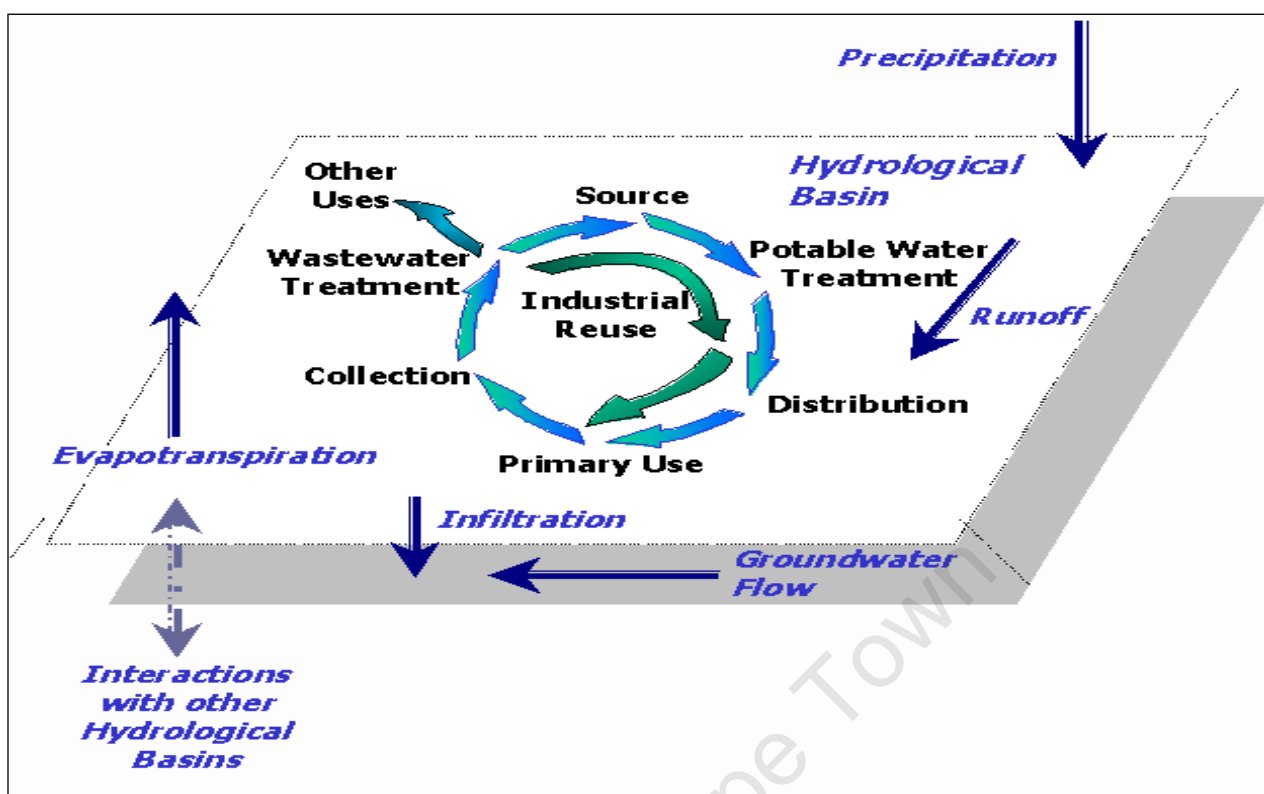 Precipitation
Hydrological
Basin
Other
Uses
Source
Wastewater
Treatment
Potable Water
Treatment
Industrial
Reuse
Runoff
Collection
Distribution
Evapotranspiration
Primary Use
Infiltration
Groundwater
Flow
Interactions
with other
Hydrological
Basins
Town